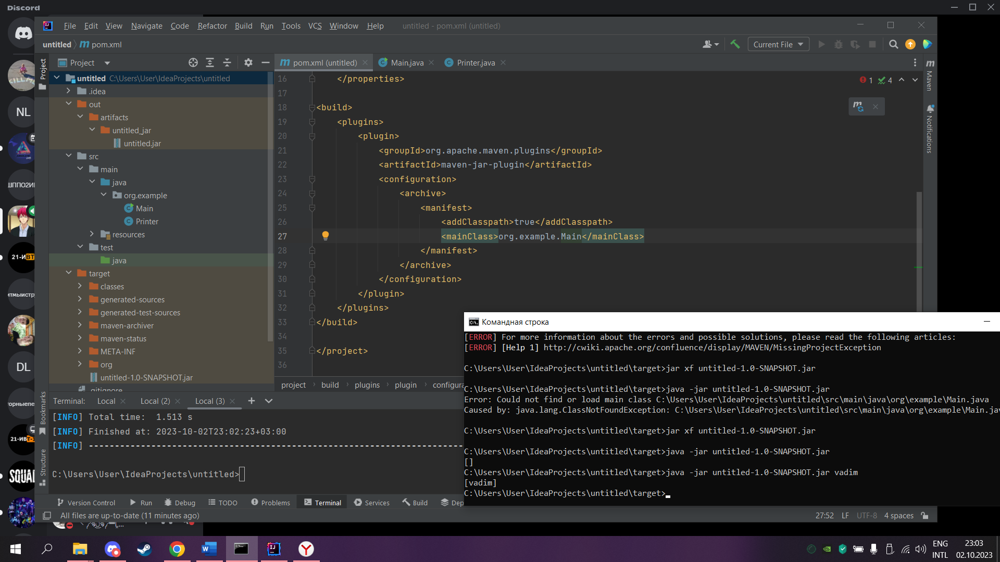 Discord
File Edit View Navigate Code Refactor Build Run Tools VCS Window Help untitled - pom.xml (untitled)
untitled m pom.xml
Current File
Project
pom.xml (untitled)
Main.java
Printer.java
Project
Maven
Notifications
1 4
untitled C:\Users\User\IdeaProjects\untitled
.idea
out
artifacts
untitled_jar
untitled.jar
src
main
java
org.example
Main
Printer
resources
test
java
target
classes
generated-sources
generated-test-sources
maven-archiver
maven-status
META-INF
org
untitled-1.0-SNAPSHOT.jar
.gitignore
16 </properties>
17
18 <build>
19 <plugins>
20 <plugin>
21 <groupId>org.apache.maven.plugins</groupId>
22 <artifactId>maven-jar-plugin</artifactId>
23 <configuration>
24 <archive>
25 <manifest>
26 <addClasspath>true</addClasspath>
27 <mainClass>org.example.Main</mainClass>
28 </manifest>
29 </archive>
30 </configuration>
31 </plugin>
32 </plugins>
33 </build>
34
35 </project>
36
project build plugins plugin configura
NL
21-ИВТ
DL
21-ИВТ-1
SQUAD
Bookmarks
Structure
Terminal: Local Local (2) Local (3)
[INFO] Total time:  1.513 s
[INFO] Finished at: 2023-10-02T23:02:23+03:00
[INFO] ------------------------------------------------------------------------
C:\Users\User\IdeaProjects\untitled>
Командная строка
[ERROR] For more information about the errors and possible solutions, please read the following articles:
[ERROR] [Help 1] http://cwiki.apache.org/confluence/display/MAVEN/MissingProjectException
C:\Users\User\IdeaProjects\untitled\target>jar xf untitled-1.0-SNAPSHOT.jar
C:\Users\User\IdeaProjects\untitled\target>java -jar untitled-1.0-SNAPSHOT.jar
Error: Could not find or load main class C:\Users\User\IdeaProjects\untitled\src\main\java\org\example\Main.java
Caused by: java.lang.ClassNotFoundException: C:\Users\User\IdeaProjects\untitled\src\main\java\org\example\Main.jav
C:\Users\User\IdeaProjects\untitled\target>jar xf untitled-1.0-SNAPSHOT.jar
C:\Users\User\IdeaProjects\untitled\target>java -jar untitled-1.0-SNAPSHOT.jar
[]
C:\Users\User\IdeaProjects\untitled\target>java -jar untitled-1.0-SNAPSHOT.jar vadim
[vadim]
C:\Users\User\IdeaProjects\untitled\target>
Version Control Run Debug TODO Problems Terminal Services Build Dep
All files are up-to-date (11 minutes ago)
27:52 LF UTF-8 4 spaces
ENG
INTL
23:03
02.10.2023